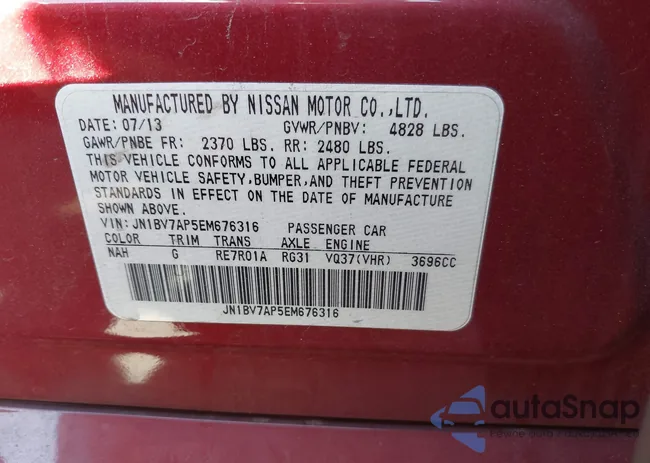 MANUFACTURED BY NISSAN MOTOR CO.,LTD.
DATE: 07/13 GVWR/PNBV: 4828 LBS.
GAWR/PNBE FR: 2370 LBS. RR: 2480 LBS.
THIS VEHICLE CONFORMS TO ALL APPLICABLE FEDERAL
MOTOR VEHICLE SAFETY,BUMPER,AND THEFT PREVENTION
STANDARDS IN EFFECT ON THE DATE OF MANUFACTURE
SHOWN ABOVE.
VIN: JN1BV7AP5EM676316 PASSENGER CAR
COLOR TRIM TRANS AXLE ENGINE
NAH G RE7R01A RG31 VQ37(VHR) 3696CC
JN1BV7AP5EM676316
autaSnap